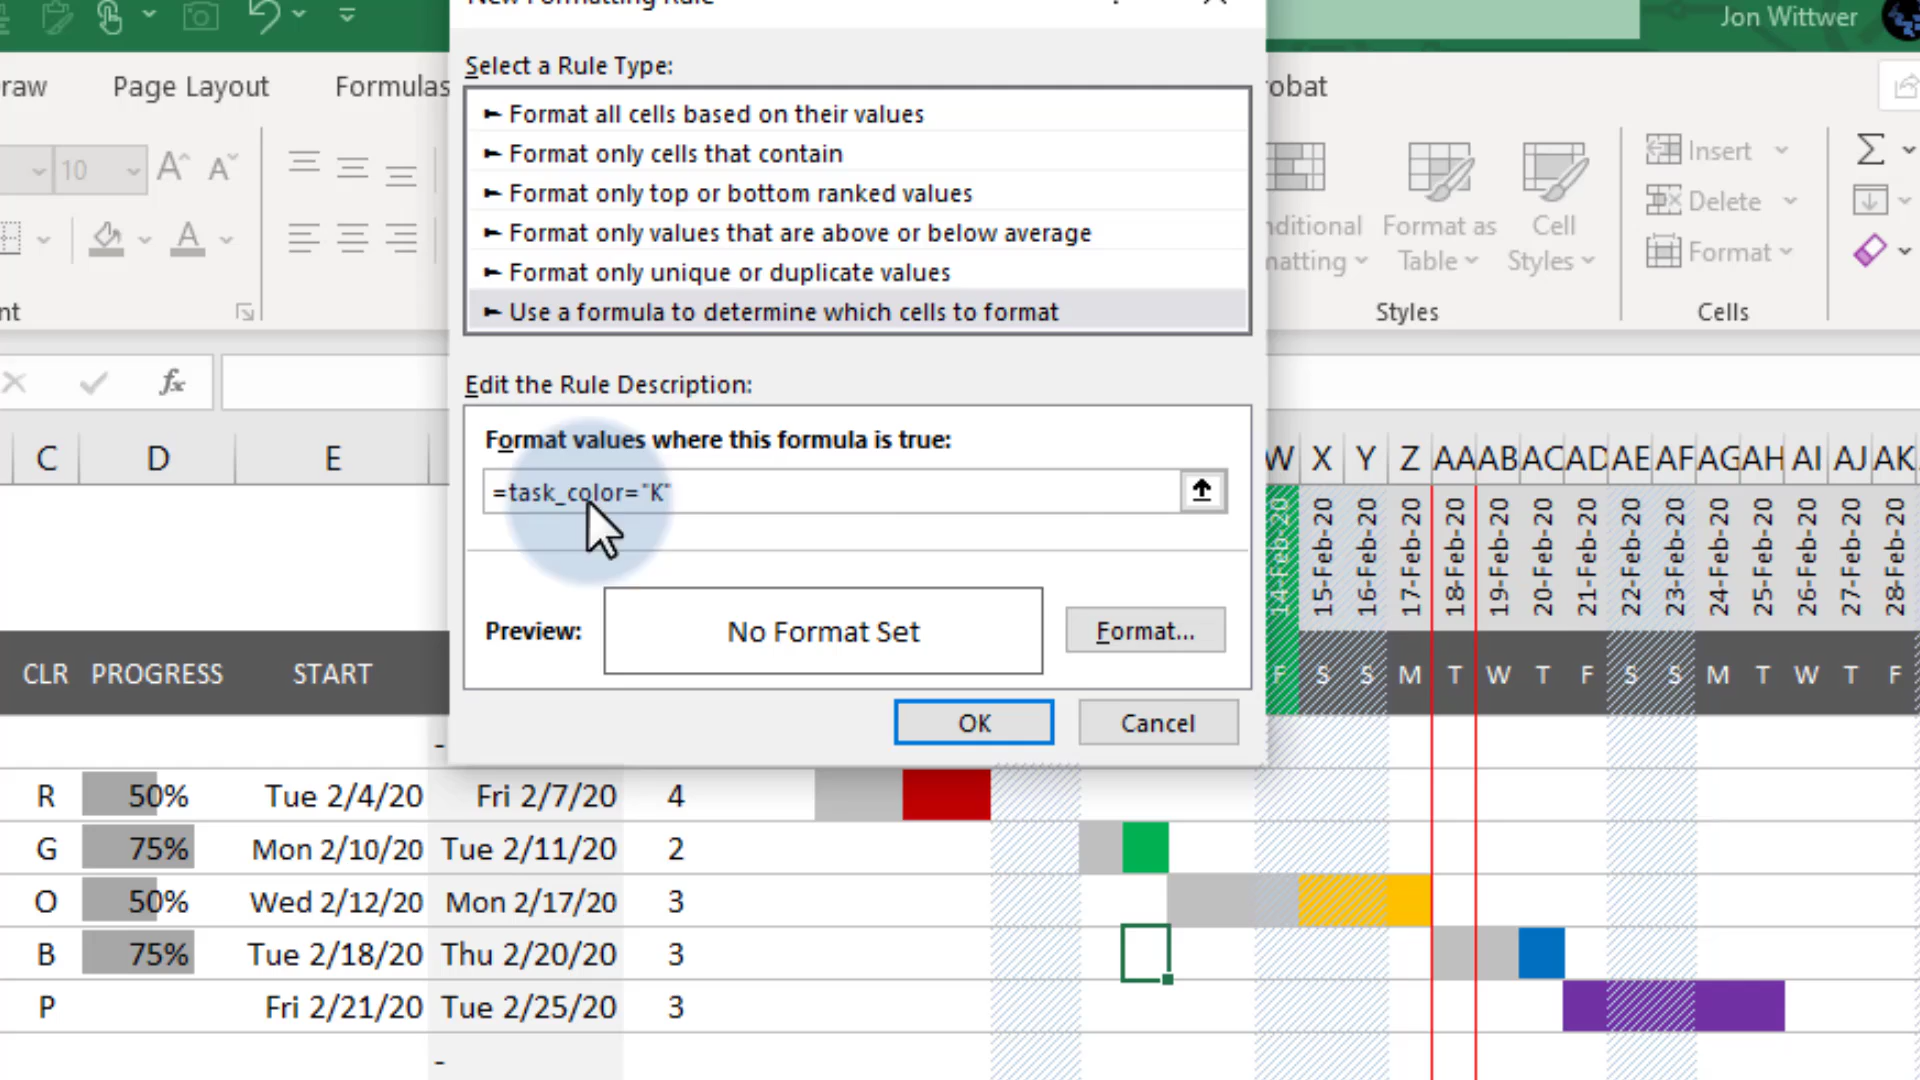 New Formatting Rule ? X
Jon Wittwer
raw Page Layout Formulas obat
10 A A
A
nt
nditional
matting
Format as
Table
Cell
Styles
Styles
Insert
Delete
Format
Cells
Σ
fx
Select a Rule Type:
► Format all cells based on their values
► Format only cells that contain
► Format only top or bottom ranked values
► Format only values that are above or below average
► Format only unique or duplicate values
► Use a formula to determine which cells to format
Edit the Rule Description:
Format values where this formula is true:
=task_color="K"
Preview: No Format Set Format...
OK Cancel
C D E W X Y Z AA AB AC AD AE AF AG AH AI AJ AK
14-Feb-20 15-Feb-20 16-Feb-20 17-Feb-20 18-Feb-20 19-Feb-20 20-Feb-20 21-Feb-20 22-Feb-20 23-Feb-20 24-Feb-20 25-Feb-20 26-Feb-20 27-Feb-20 28-Feb-20
CLR PROGRESS START F S S M T W T F S S M T W T F
-
R 50% Tue 2/4/20 Fri 2/7/20 4
G 75% Mon 2/10/20 Tue 2/11/20 2
O 50% Wed 2/12/20 Mon 2/17/20 3
B 75% Tue 2/18/20 Thu 2/20/20 3
P Fri 2/21/20 Tue 2/25/20 3
-